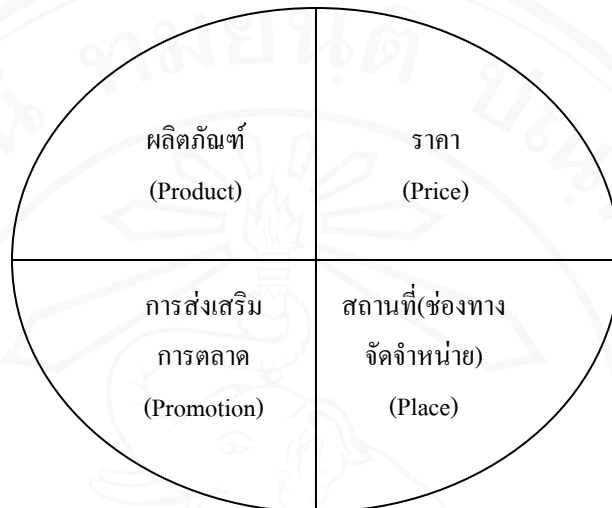 ผลิตภัณฑ์
(Product)
ราคา
(Price)
การส่งเสริม
การตลาด
(Promotion)
สถานที่(ช่องทาง
จัดจำหน่าย)
(Place)